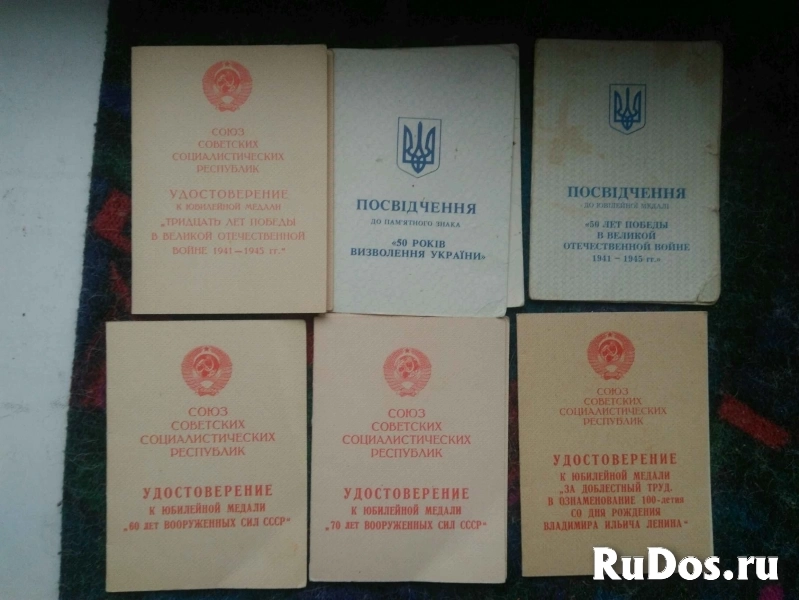 СОЮЗ
СОВЕТСКИХ
СОЦИАЛИСТИЧЕСКИХ
РЕСПУБЛИК
УДОСТОВЕРЕНИЕ
К ЮБИЛЕЙНОЙ МЕДАЛИ
„ТРИДЦАТЬ ЛЕТ ПОБЕДЫ
В ВЕЛИКОЙ ОТЕЧЕСТВЕННОЙ
ВОЙНЕ 1941—1945 гг."
ПОСВІДЧЕННЯ
ДО ПАМ'ЯТНОГО ЗНАКА
«50 РОКІВ
ВИЗВОЛЕННЯ УКРАЇНИ»
ПОСВІДЧЕННЯ
ДО ЮВІЛЕЙНОЇ МЕДАЛІ
«50 ЛЕТ ПОБЕДЫ
В ВЕЛИКОЙ
ОТЕЧЕСТВЕННОЙ ВОЙНЕ
1941 – 1945 гг.»
СОЮЗ
СОВЕТСКИХ
СОЦИАЛИСТИЧЕСКИХ
РЕСПУБЛИК
УДОСТОВЕРЕНИЕ
К ЮБИЛЕЙНОЙ МЕДАЛИ
„60 ЛЕТ ВООРУЖЕННЫХ СИЛ СССР"
СОЮЗ
СОВЕТСКИХ
СОЦИАЛИСТИЧЕСКИХ
РЕСПУБЛИК
УДОСТОВЕРЕНИЕ
К ЮБИЛЕЙНОЙ МЕДАЛИ
„70 ЛЕТ ВООРУЖЕННЫХ СИЛ СССР"
СОЮЗ
СОВЕТСКИХ
СОЦИАЛИСТИЧЕСКИХ
РЕСПУБЛИК
УДОСТОВЕРЕНИЕ
К ЮБИЛЕЙНОЙ МЕДАЛИ
„ЗА ДОБЛЕСТНЫЙ ТРУД.
В ОЗНАМЕНОВАНИЕ 100-летия
СО ДНЯ РОЖДЕНИЯ
ВЛАДИМИРА ИЛЬИЧА ЛЕНИНА"
RuDos.ru